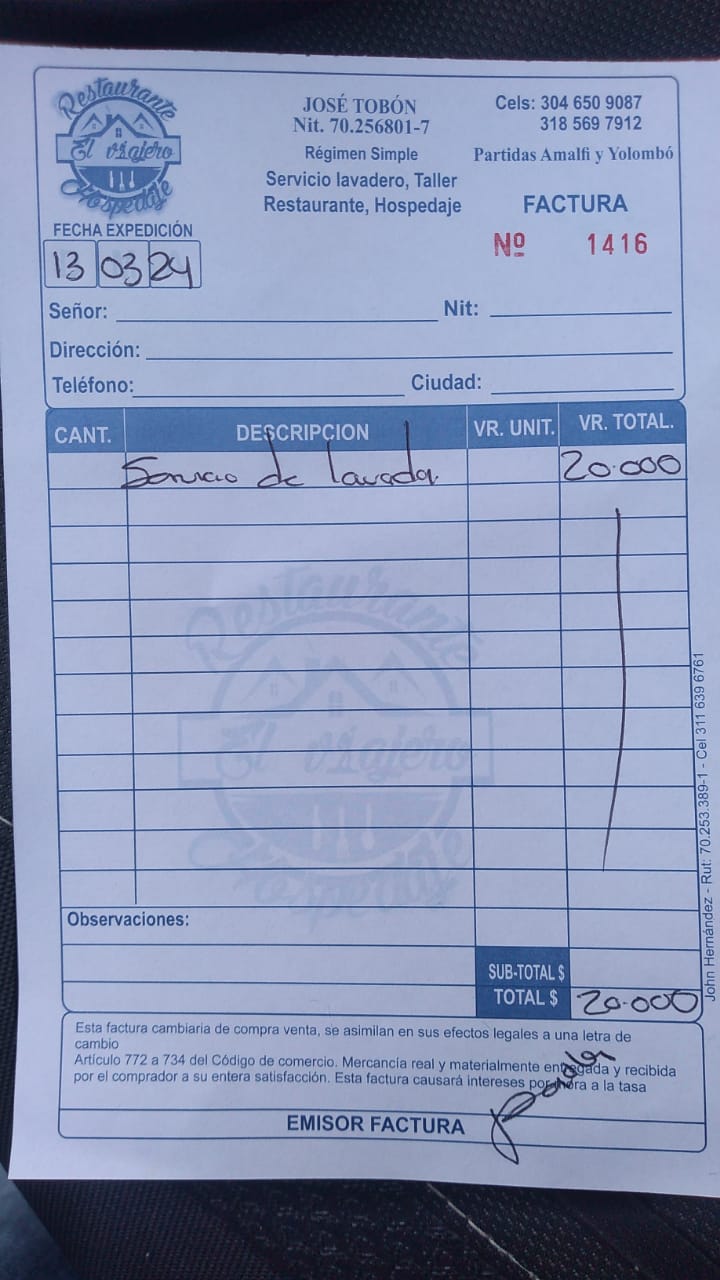 Restaurante
El viajero
Hospedaje
JOSÉ TOBÓN
Nit. 70.256801-7
Régimen Simple
Servicio lavadero, Taller
Restaurante, Hospedaje
Cels: 304 650 9087
318 569 7912
Partidas Amalfi y Yolombó
FACTURA
Nº 1416
FECHA EXPEDICIÓN
13 03 24
Señor: Nit:
Dirección:
Teléfono: Ciudad:
CANT. DESCRIPCION VR. UNIT. VR. TOTAL.
Servicio de Lavada 20.000
Restaurante
El viajero
Hospedaje
Observaciones:
SUB-TOTAL $
TOTAL $ 20.000
Esta factura cambiaria de compra venta, se asimilan en sus efectos legales a una letra de
cambio
Artículo 772 a 734 del Código de comercio. Mercancía real y materialmente entregada y recibida
por el comprador a su entera satisfacción. Esta factura causará intereses por mora a la tasa
EMISOR FACTURA
John Hernández - Rut: 70.253.389-1 - Cel 311 639 6761